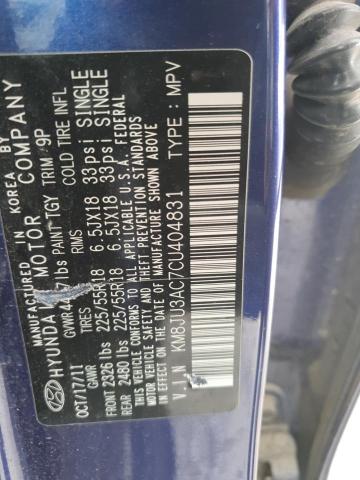 MANUFACTURED IN KOREA BY
HYUNDAI MOTOR COMPANY
OCT/17/11 GVWR 44 7 lbs PAINT TGY TRIM 9P
GAWR TIRES RIMS COLD TIRE INFL
FRONT 2326 lbs 225/55R18 6.5JX18 33psi SINGLE
REAR 2480 lbs 225/55R18 6.5JX18 33psi SINGLE
THIS VEHICLE CONFORMS TO ALL APPLICABLE U.S.A. FEDERAL
MOTOR VEHICLE SAFETY, BUMPER, AND THEFT PREVENTION STANDARDS
IN EFFECT ON THE DATE OF MANUFACTURE SHOWN ABOVE.
V.I.N KM8JU3AC7CU404831 TYPE : MPV